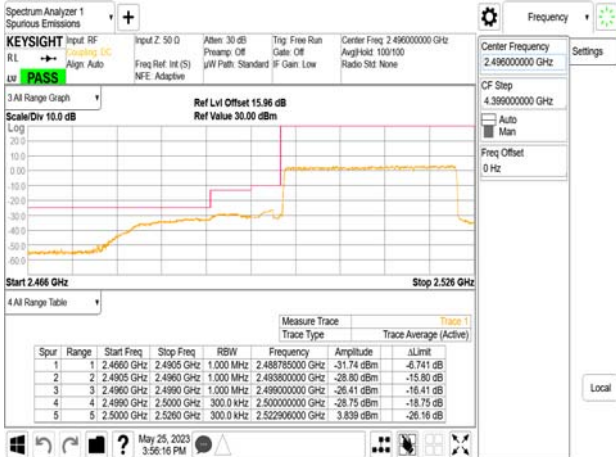 Spectrum Analyzer 1
Spurious Emissions
Frequency
KEYSIGHT Input: RF Input Z: 50 Ω Atten: 30 dB Trig: Free Run Center Freq: 2.496000000 GHz
RL Coupling: DC Preamp: Off Gate: Off Avg|Hold: 100/100
Align: Auto Freq Ref: Int (S) µW Path: Standard IF Gain: Low Radio Std: None
NFE: Adaptive
LV PASS
Center Frequency
2.496000000 GHz
Settings
CF Step
4.399000000 GHz
Auto
Man
Freq Offset
0 Hz
Local
3 All Range Graph
Ref Lvl Offset 15.96 dB
Scale/Div 10.0 dB Ref Value 30.00 dBm
Log
20.0
10.0
0.00
-10.0
-20.0
-30.0
-40.0
-50.0
-60.0
Start 2.466 GHz Stop 2.526 GHz
4 All Range Table
Measure Trace Trace 1
Trace Type Trace Average (Active)
Spur Range Start Freq Stop Freq RBW Frequency Amplitude ΔLimit
1 1 2.4660 GHz 2.4905 GHz 1.000 MHz 2.488785000 GHz -31.74 dBm -6.741 dB
2 2 2.4905 GHz 2.4960 GHz 1.000 MHz 2.493800000 GHz -28.80 dBm -15.80 dB
3 3 2.4960 GHz 2.4990 GHz 1.000 MHz 2.499000000 GHz -26.41 dBm -16.41 dB
4 4 2.4990 GHz 2.5000 GHz 300.0 kHz 2.500000000 GHz -28.75 dBm -18.75 dB
5 5 2.5000 GHz 2.5260 GHz 300.0 kHz 2.522906000 GHz 3.839 dBm -26.16 dB
May 25, 2023
3:56:16 PM